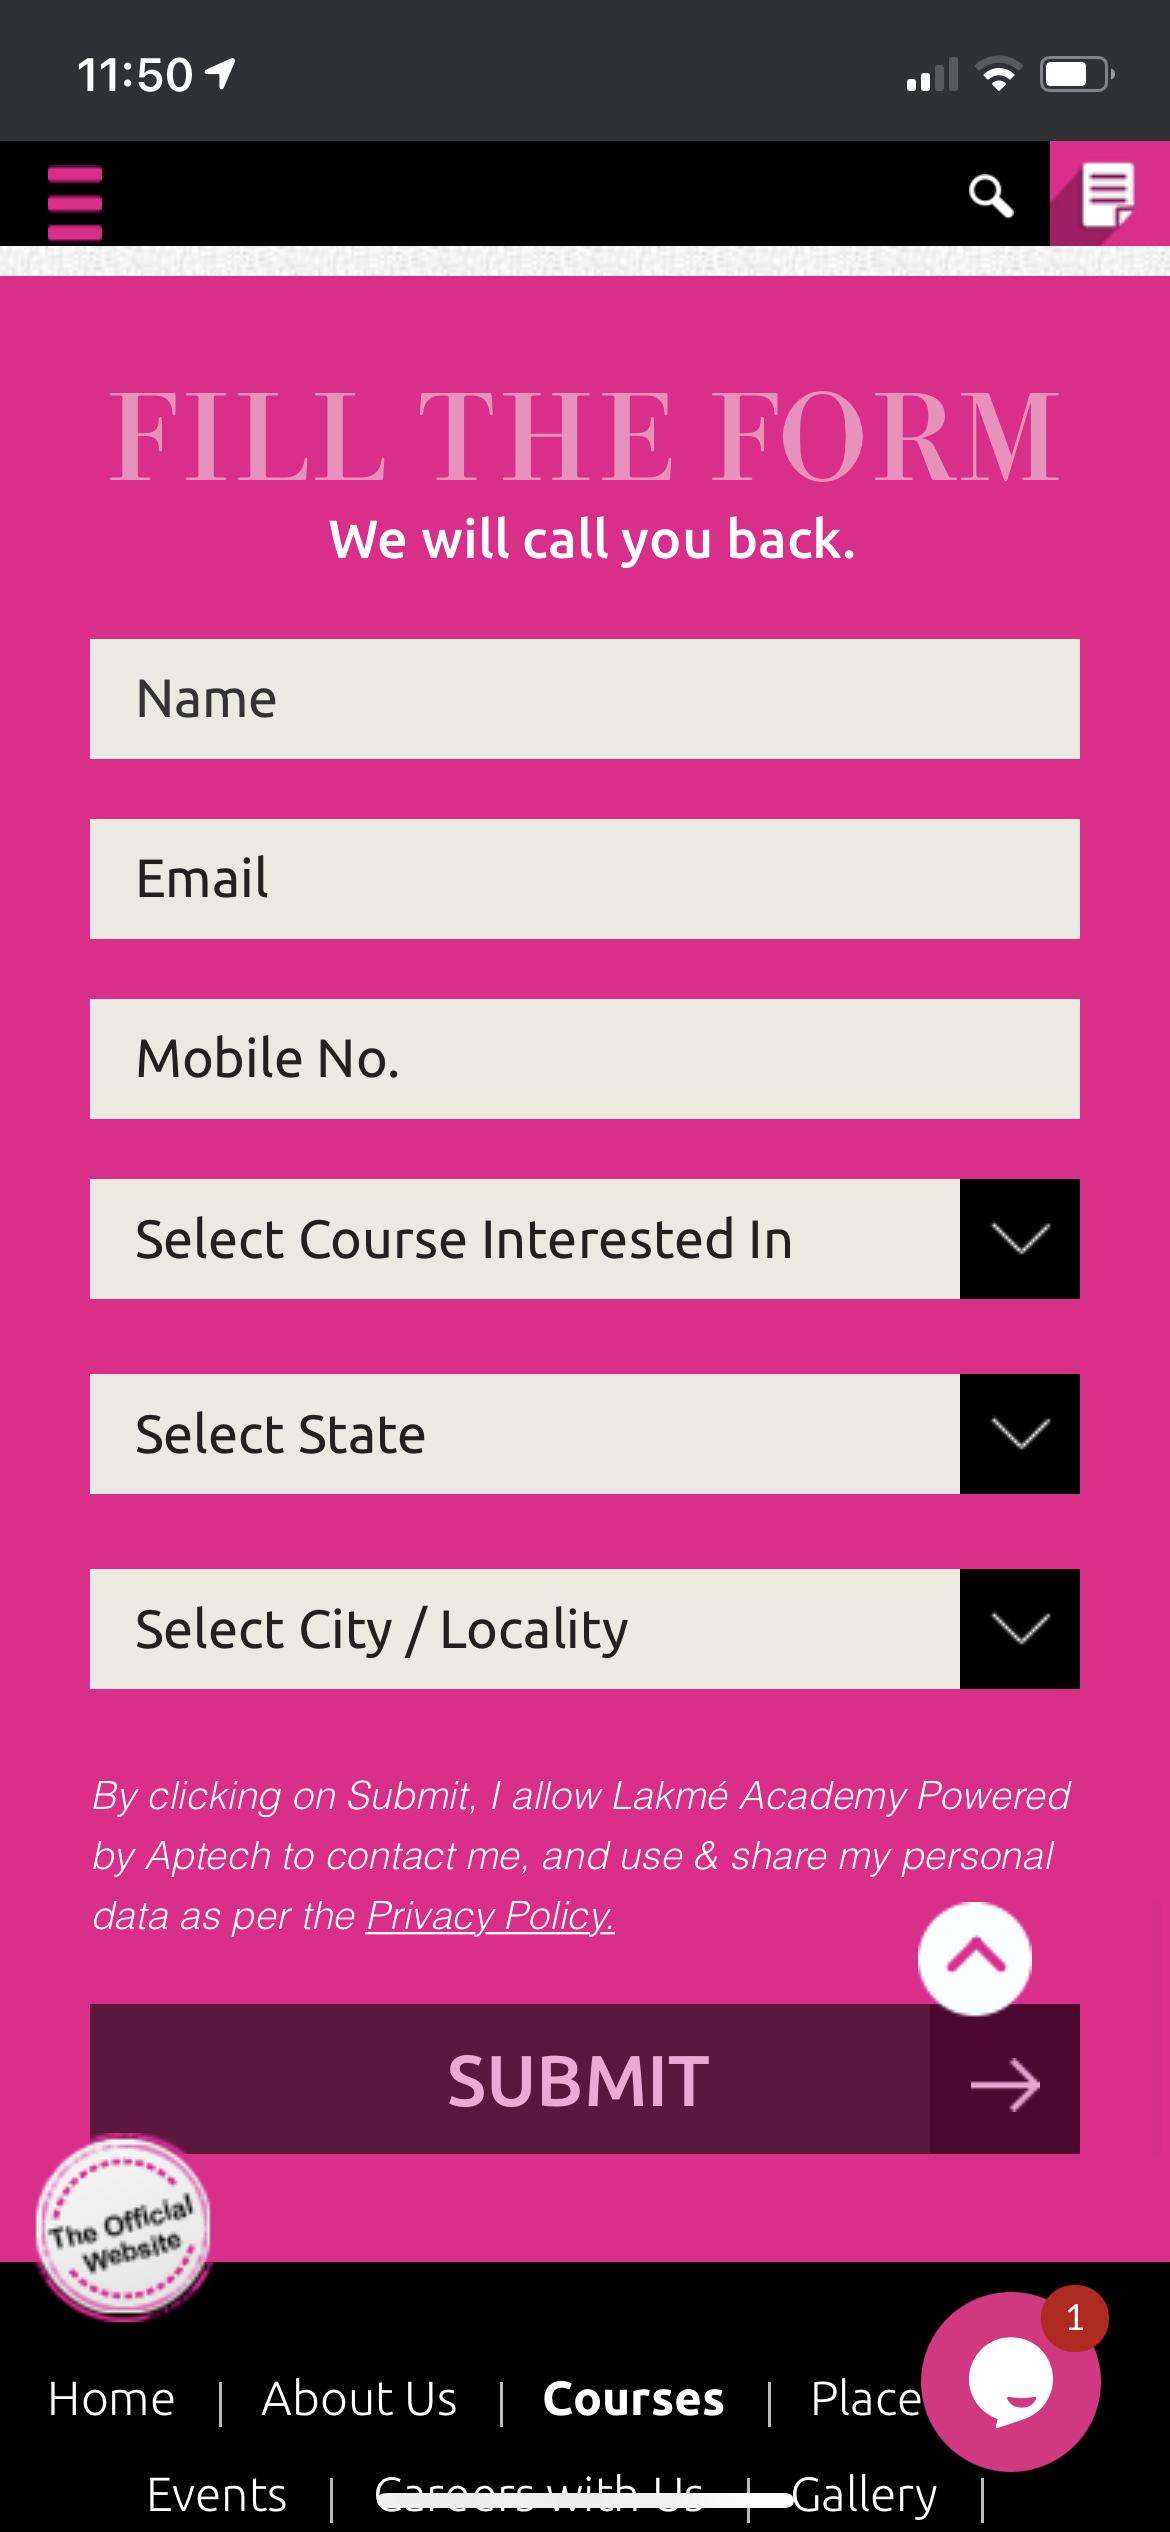 11:50
FILL THE FORM
We will call you back.
Name
Email
Mobile No.
Select Course Interested In
Select State
Select City / Locality
By clicking on Submit, I allow Lakmé Academy Powered
by Aptech to contact me, and use & share my personal
data as per the Privacy Policy.
SUBMIT
The Official
Website
1
Home | About Us | Courses | Place
Events | Careers with Us | Gallery |